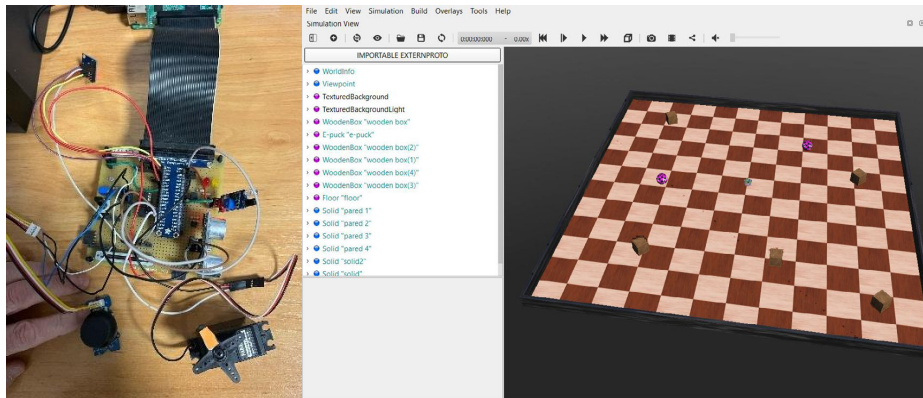 File Edit View Simulation Build Overlays Tools Help
Simulation View
0:00:00:000 - 0.00x
IMPORTABLE EXTERNPROTO
WorldInfo
Viewpoint
TexturedBackground
TexturedBackgroundLight
WoodenBox "wooden box"
E-puck "e-puck"
WoodenBox "wooden box(2)"
WoodenBox "wooden box(1)"
WoodenBox "wooden box(4)"
WoodenBox "wooden box(3)"
Floor "floor"
Solid "pared 1"
Solid "pared 2"
Solid "pared 3"
Solid "pared 4"
Solid "solid2"
Solid "solid"